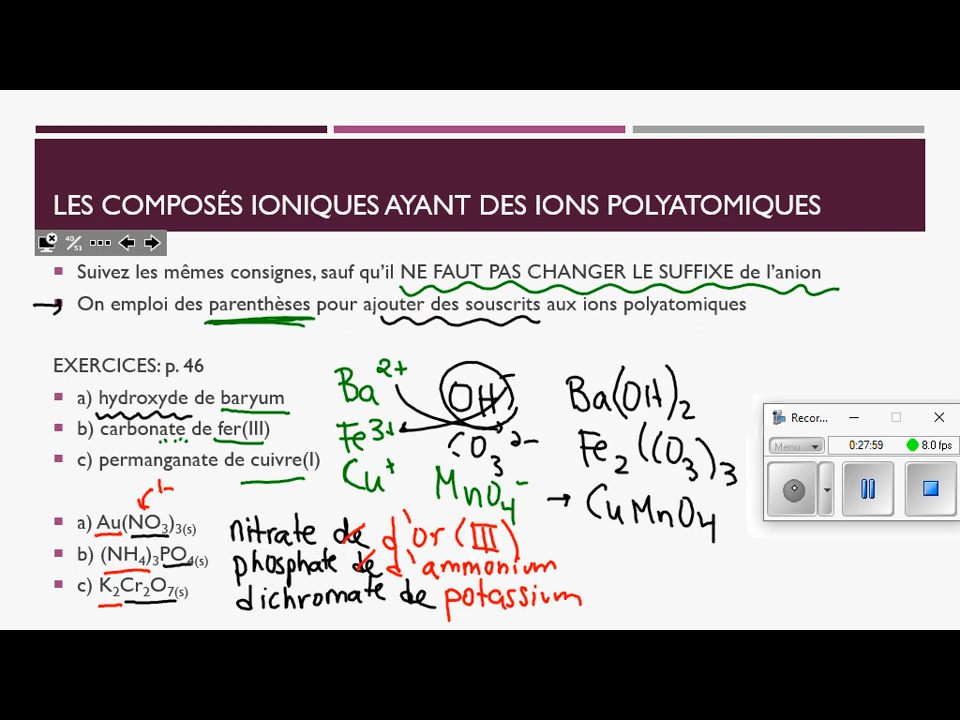 LES COMPOSÉS IONIQUES AYANT DES IONS POLYATOMIQUES
40/51
Suivez les mêmes consignes, sauf qu'il NE FAUT PAS CHANGER LE SUFFIXE de l'anion
On emploi des parenthèses pour ajouter des souscrits aux ions polyatomiques
EXERCICES: p. 46
a) hydroxyde de baryum Ba²⁺ OH⁻ Ba(OH)₂
b) carbonate de fer(III) Fe³⁺ CO₃²⁻ Fe₂(CO₃)₃
c) permanganate de cuivre(I) Cu⁺ MnO₄⁻ → CuMnO₄
1-
a) Au(NO₃)₃(s) nitrate de d'or (III)
b) (NH₄)₃PO₄(s) phosphate de d'ammonium
c) K₂Cr₂O₇(s) dichromate de potassium
Recor...
Menu 0:27:59 8.0 fps